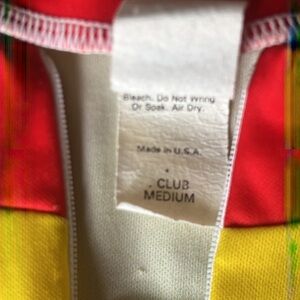 Bleach. Do Not Wring
Or Soak. Air Dry.
Made in U.S.A.
CLUB
MEDIUM